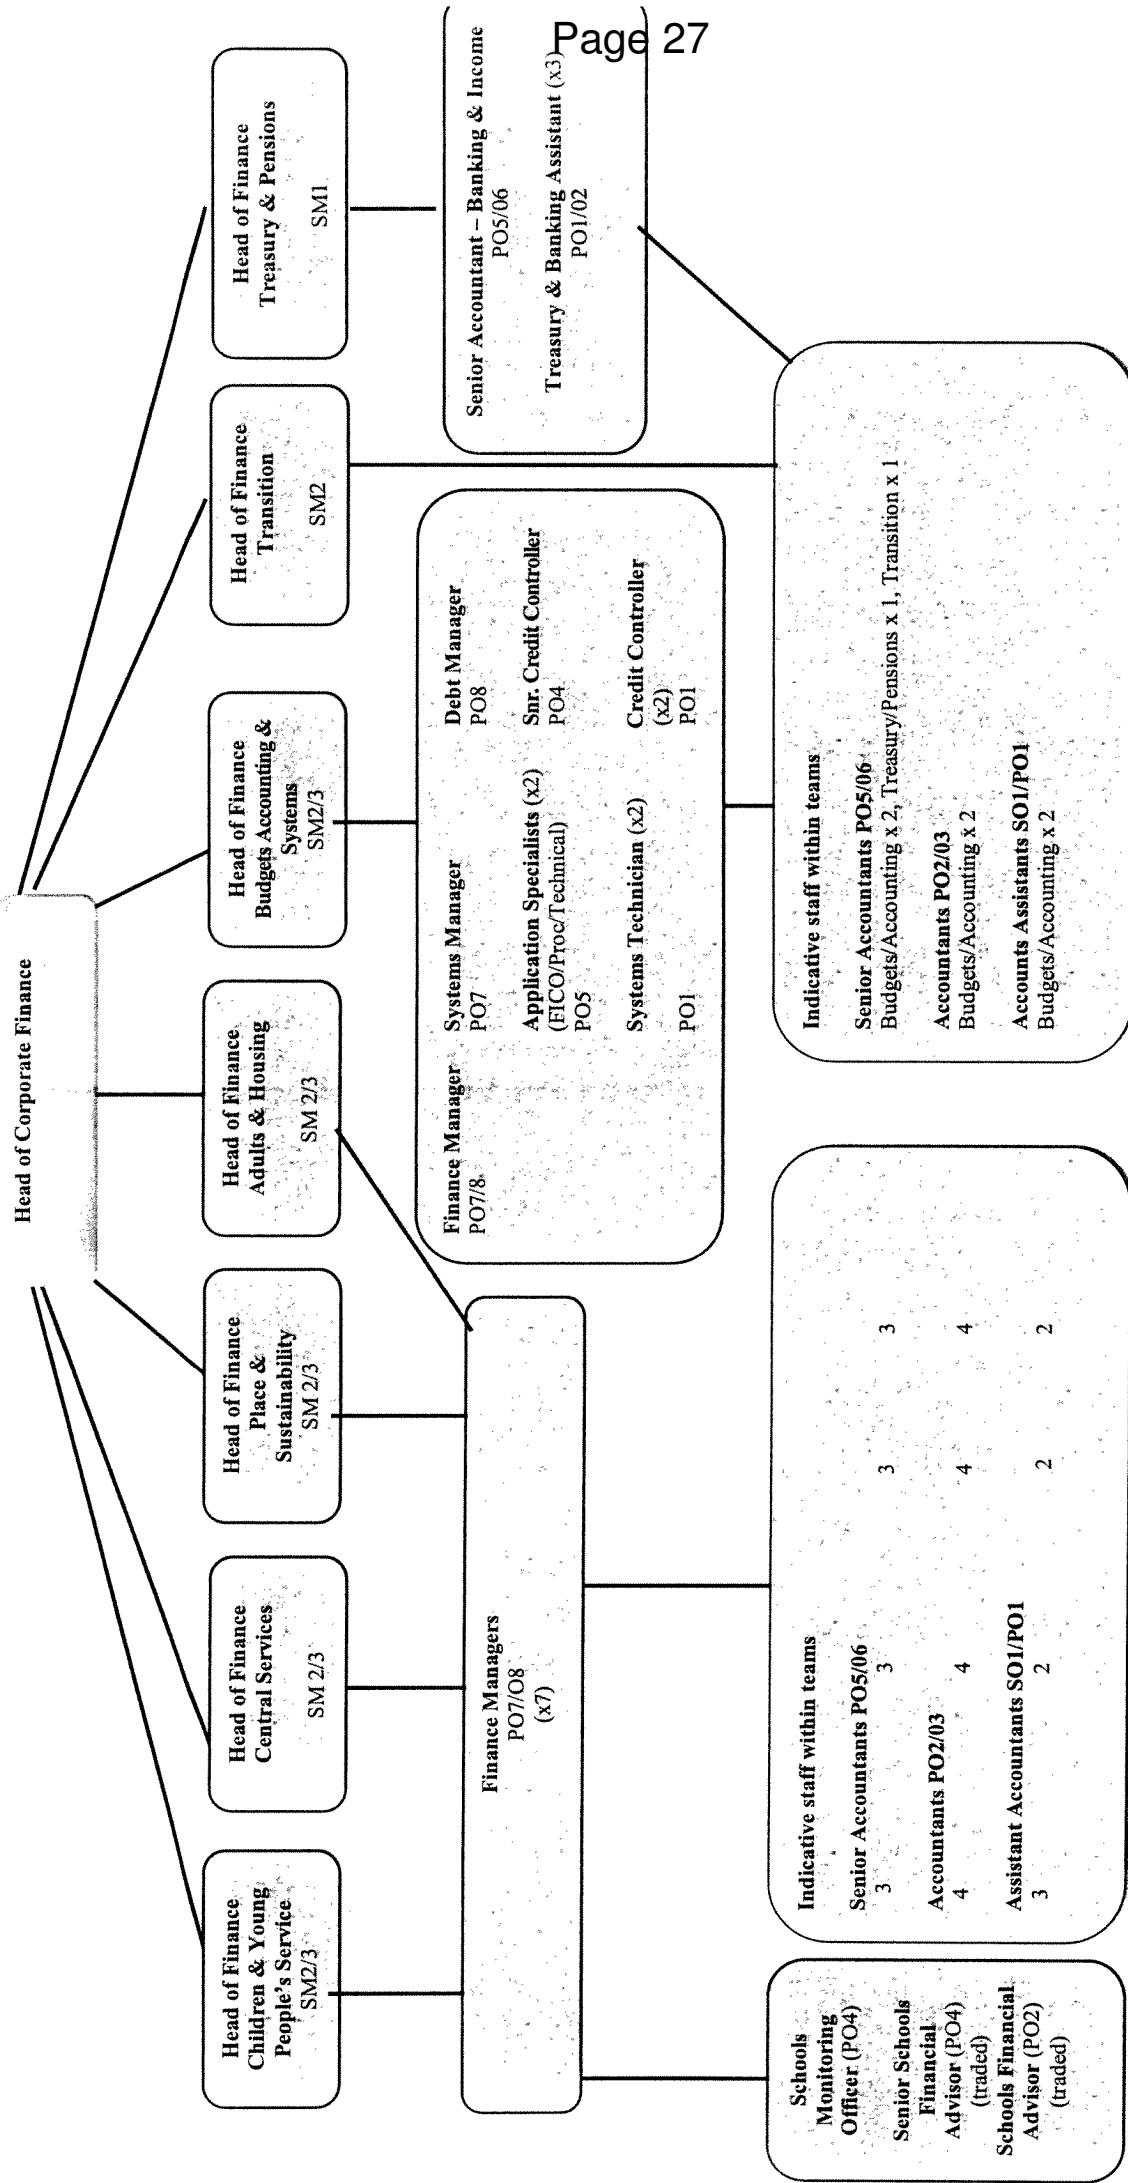 Page 27
Head of Corporate Finance
Head of Finance
Children & Young
People's Service
SM2/3
Head of Finance
Central Services
SM 2/3
Head of Finance
Place &
Sustainability
SM 2/3
Head of Finance
Adults & Housing
SM 2/3
Head of Finance
Budgets Accounting &
Systems
SM2/3
Head of Finance
Transition
SM2
Head of Finance
Treasury & Pensions
SM1
Finance Managers
PO7/O8
(x7)
Finance Manager
PO7/8
Systems Manager
PO7
Application Specialists (x2)
(FICO/Proc/Technical)
PO5
Systems Technician (x2)
PO1
Debt Manager
PO8
Snr. Credit Controller
PO4
Credit Controller
(x2)
PO1
Senior Accountant – Banking & Income
PO5/06
Treasury & Banking Assistant (x3)
PO1/02
Schools
Monitoring
Officer (PO4)
Senior Schools
Financial
Advisor (PO4)
(traded)
Schools Financial
Advisor (PO2)
(traded)
Indicative staff within teams
Senior Accountants PO5/06
3 3 3 3
Accountants PO2/03
4 4 4 4
Assistant Accountants SO1/PO1
3 2 2 2
Indicative staff within teams
Senior Accountants PO5/06
Budgets/Accounting x 2, Treasury/Pensions x 1, Transition x 1
Accountants PO2/03
Budgets/Accounting x 2
Accounts Assistants SO1/PO1
Budgets/Accounting x 2